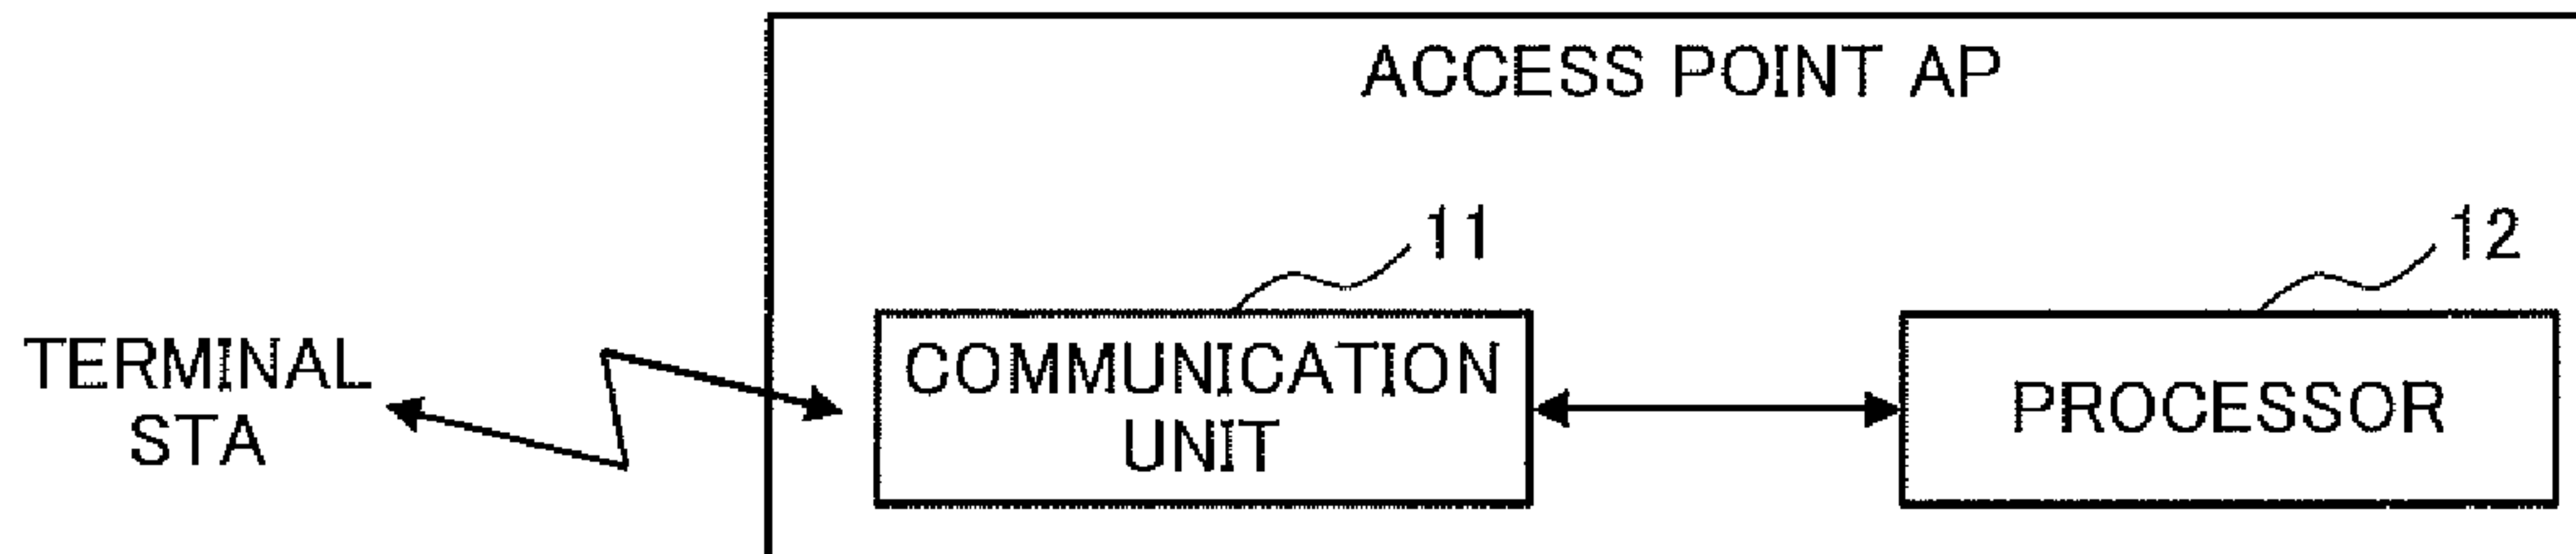 ACCESS POINT AP
11
12
TERMINAL
STA
COMMUNICATION
UNIT
PROCESSOR